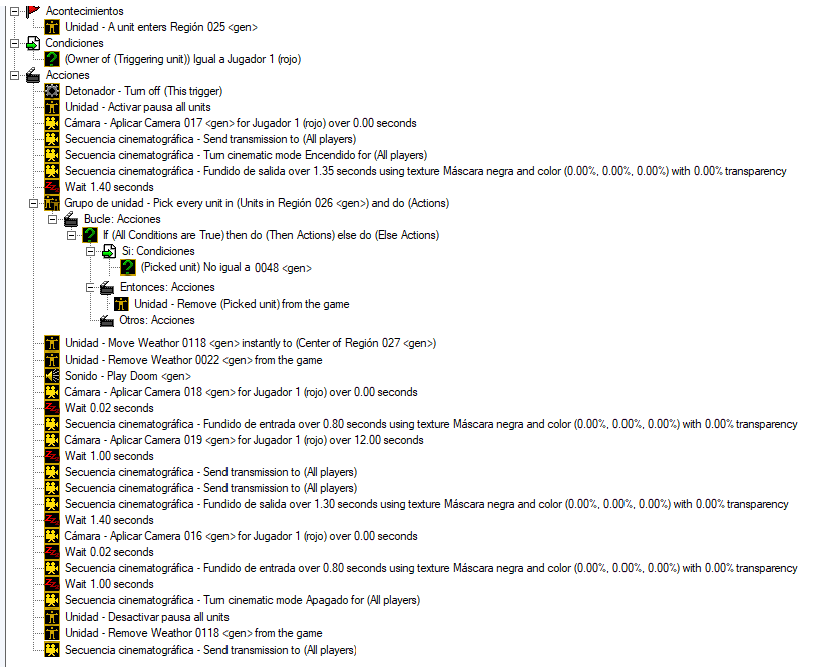 Acontecimientos
Unidad - A unit enters Región 025 <gen>
Condiciones
(Owner of (Triggering unit)) Igual a Jugador 1 (rojo)
Acciones
Detonador - Turn off (This trigger)
Unidad - Activar pausa all units
Cámara - Aplicar Camera 017 <gen> for Jugador 1 (rojo) over 0.00 seconds
Secuencia cinematográfica - Send transmission to (All players)
Secuencia cinematográfica - Turn cinematic mode Encendido for (All players)
Secuencia cinematográfica - Fundido de salida over 1.35 seconds using texture Máscara negra and color (0.00%, 0.00%, 0.00%) with 0.00% transparency
Wait 1.40 seconds
Grupo de unidad - Pick every unit in (Units in Región 026 <gen>) and do (Actions)
Bucle: Acciones
If (All Conditions are True) then do (Then Actions) else do (Else Actions)
Si: Condiciones
(Picked unit) No igual a 0048 <gen>
Entonces: Acciones
Unidad - Remove (Picked unit) from the game
Otros: Acciones
Unidad - Move Weathor 0118 <gen> instantly to (Center of Región 027 <gen>)
Unidad - Remove Weathor 0022 <gen> from the game
Sonido - Play Doom <gen>
Cámara - Aplicar Camera 018 <gen> for Jugador 1 (rojo) over 0.00 seconds
Wait 0.02 seconds
Secuencia cinematográfica - Fundido de entrada over 0.80 seconds using texture Máscara negra and color (0.00%, 0.00%, 0.00%) with 0.00% transparency
Cámara - Aplicar Camera 019 <gen> for Jugador 1 (rojo) over 12.00 seconds
Wait 1.00 seconds
Secuencia cinematográfica - Send transmission to (All players)
Secuencia cinematográfica - Send transmission to (All players)
Secuencia cinematográfica - Fundido de salida over 1.30 seconds using texture Máscara negra and color (0.00%, 0.00%, 0.00%) with 0.00% transparency
Wait 1.40 seconds
Cámara - Aplicar Camera 016 <gen> for Jugador 1 (rojo) over 0.00 seconds
Wait 0.02 seconds
Secuencia cinematográfica - Fundido de entrada over 0.80 seconds using texture Máscara negra and color (0.00%, 0.00%, 0.00%) with 0.00% transparency
Wait 1.00 seconds
Secuencia cinematográfica - Turn cinematic mode Apagado for (All players)
Unidad - Desactivar pausa all units
Unidad - Remove Weathor 0118 <gen> from the game
Secuencia cinematográfica - Send transmission to (All players)